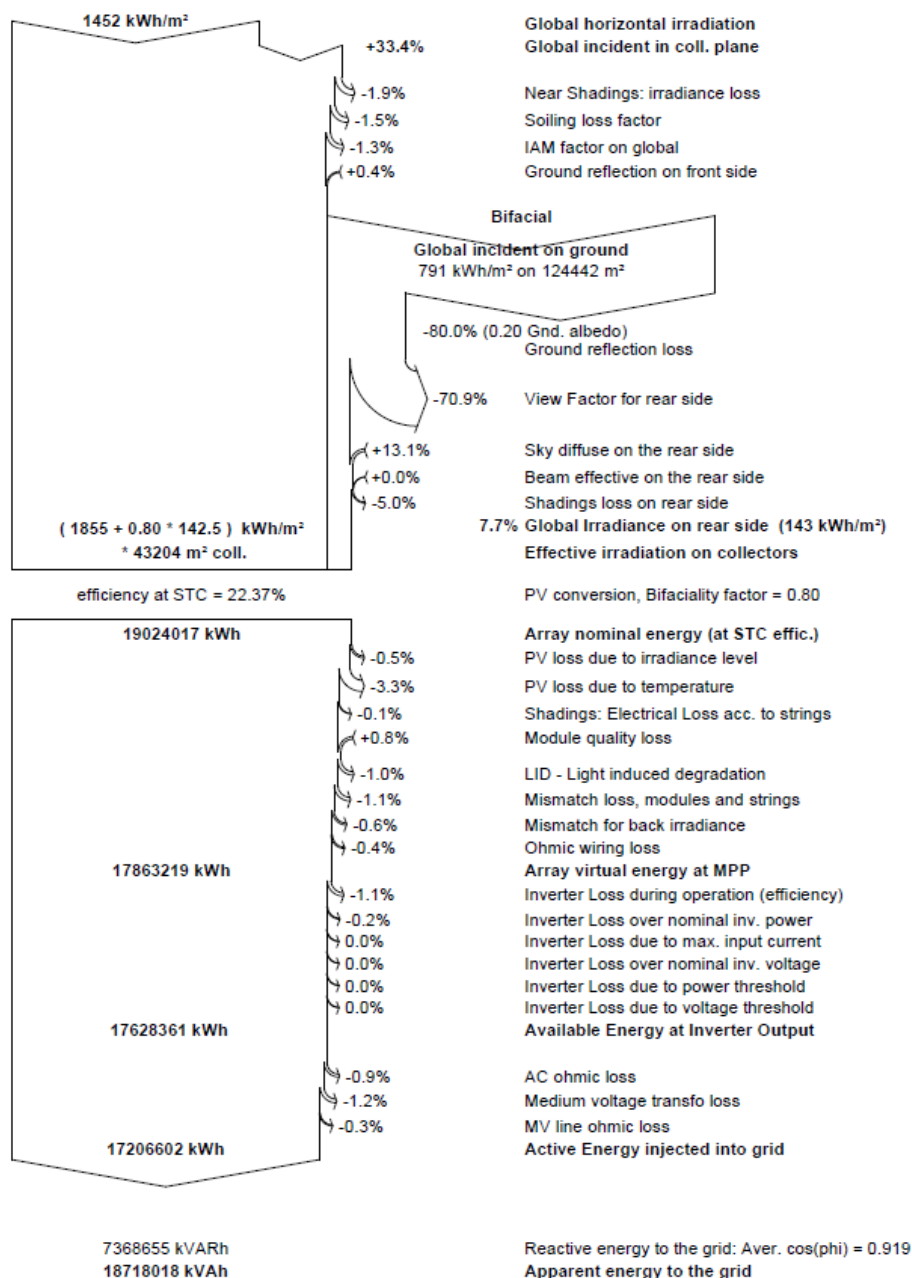 1452 kWh/m² Global horizontal irradiation
+33.4% Global incident in coll. plane
-1.9% Near Shadings: irradiance loss
-1.5% Soiling loss factor
-1.3% IAM factor on global
+0.4% Ground reflection on front side
Bifacial
Global incident on ground
791 kWh/m² on 124442 m²
-80.0% (0.20 Gnd. albedo)
Ground reflection loss
-70.9% View Factor for rear side
+13.1% Sky diffuse on the rear side
+0.0% Beam effective on the rear side
-5.0% Shadings loss on rear side
( 1855 + 0.80 * 142.5 ) kWh/m² 7.7% Global Irradiance on rear side (143 kWh/m²)
* 43204 m² coll. Effective irradiation on collectors
efficiency at STC = 22.37% PV conversion, Bifaciality factor = 0.80
19024017 kWh Array nominal energy (at STC effic.)
-0.5% PV loss due to irradiance level
-3.3% PV loss due to temperature
-0.1% Shadings: Electrical Loss acc. to strings
+0.8% Module quality loss
-1.0% LID - Light induced degradation
-1.1% Mismatch loss, modules and strings
-0.6% Mismatch for back irradiance
-0.4% Ohmic wiring loss
17863219 kWh Array virtual energy at MPP
-1.1% Inverter Loss during operation (efficiency)
-0.2% Inverter Loss over nominal inv. power
0.0% Inverter Loss due to max. input current
0.0% Inverter Loss over nominal inv. voltage
0.0% Inverter Loss due to power threshold
0.0% Inverter Loss due to voltage threshold
17628361 kWh Available Energy at Inverter Output
-0.9% AC ohmic loss
-1.2% Medium voltage transfo loss
-0.3% MV line ohmic loss
17206602 kWh Active Energy injected into grid
7368655 kVARh Reactive energy to the grid: Aver. cos(phi) = 0.919
18718018 kVAh Apparent energy to the grid